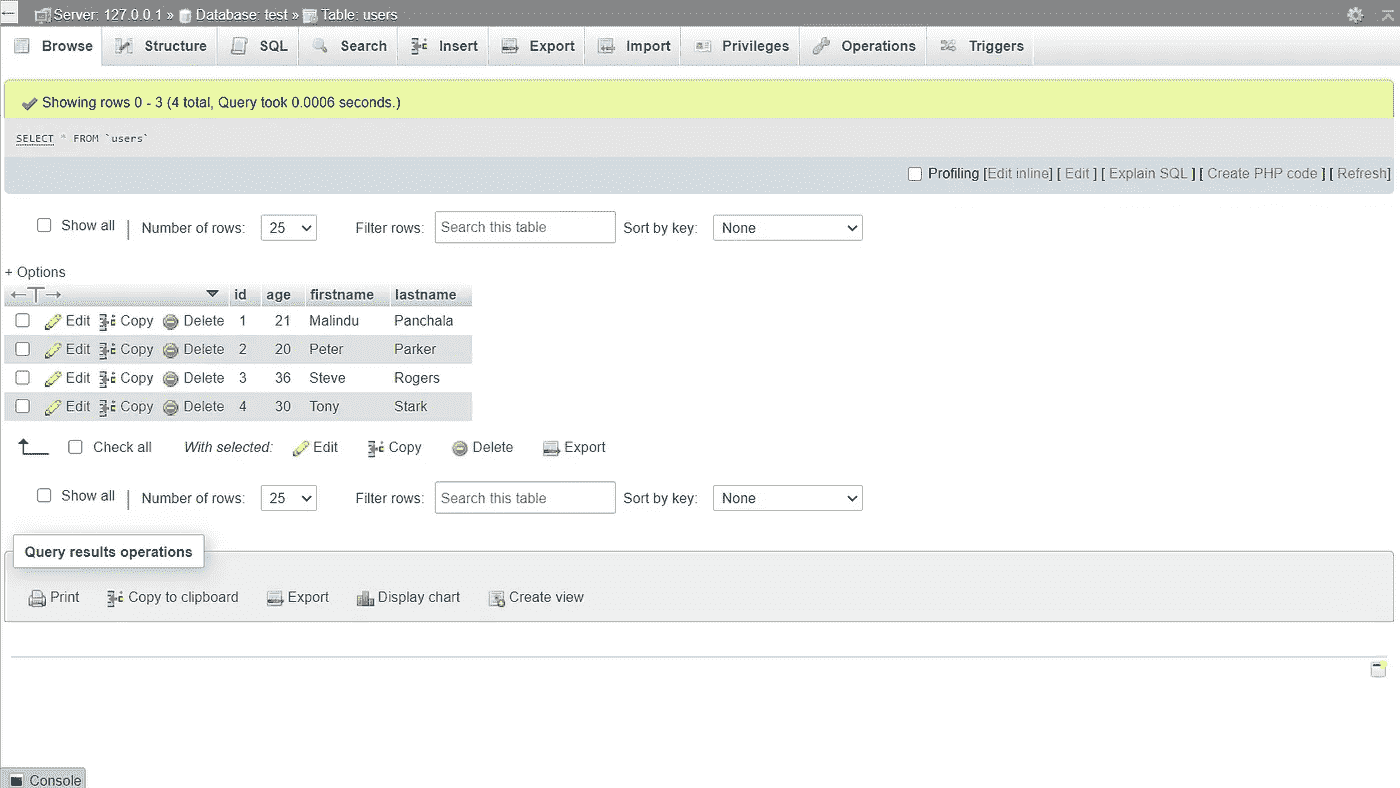 Server: 127.0.0.1 » Database: test » Table: users
Browse Structure SQL Search Insert Export Import Privileges Operations Triggers
Showing rows 0 - 3 (4 total, Query took 0.0006 seconds.)
SELECT * FROM `users`
Profiling [Edit inline] [ Edit ] [ Explain SQL ] [ Create PHP code ] [ Refresh]
Show all | Number of rows: 25 Filter rows: Search this table Sort by key: None
+ Options
←T→ id age firstname lastname
Edit Copy Delete 1 21 Malindu Panchala
Edit Copy Delete 2 20 Peter Parker
Edit Copy Delete 3 36 Steve Rogers
Edit Copy Delete 4 30 Tony Stark
Check all With selected: Edit Copy Delete Export
Show all | Number of rows: 25 Filter rows: Search this table Sort by key: None
Query results operations
Print Copy to clipboard Export Display chart Create view
Console